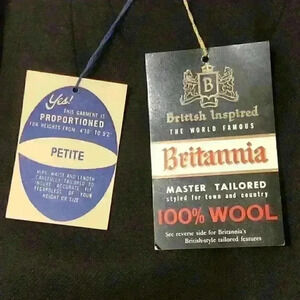 Yes!
THIS GARMENT IS
PROPORTIONED
FOR HEIGHTS FROM 4'10" TO 5'2"
PETITE
HIPS, WAIST AND LENGTH
CAREFULLY TAILORED TO
INSURE ACCURATE FIT
REGARDLESS OF YOUR
HEIGHT OR SIZE
B
British Inspired
THE WORLD FAMOUS
Britannia
MASTER TAILORED
styled for town and country
100% WOOL
See reverse side for Britannia's
British-style tailored features